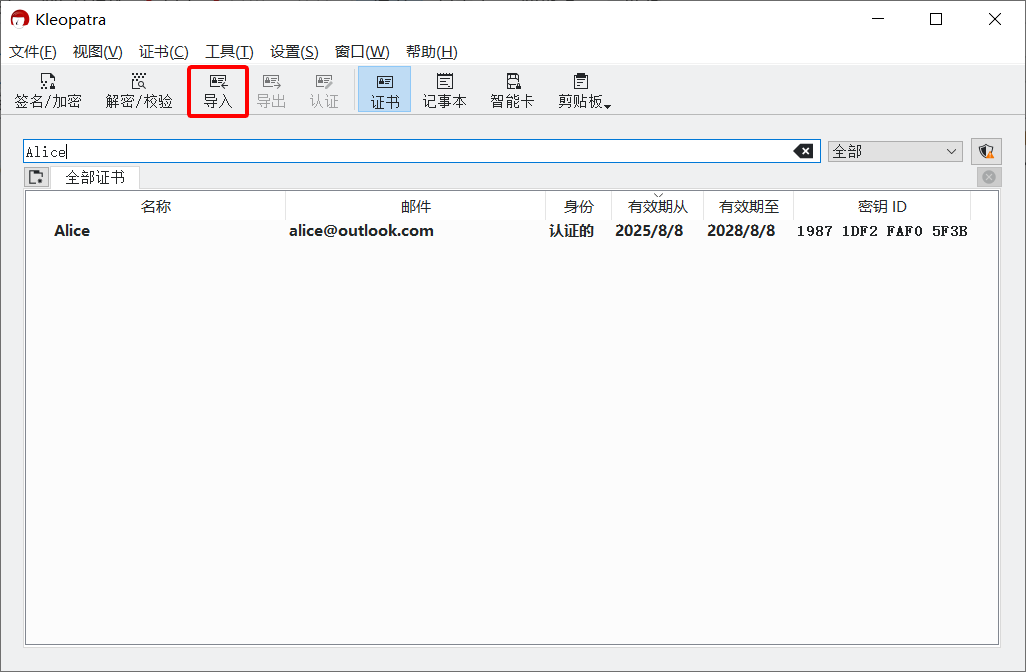 Kleopatra
文件(F) 视图(V) 证书(C) 工具(T) 设置(S) 窗口(W) 帮助(H)
签名/加密 解密/校验 导入 导出 认证 证书 记事本 智能卡 剪贴板
Alice 全部
全部证书
名称 邮件 身份 有效期从 有效期至 密钥 ID
Alice alice@outlook.com 认证的 2025/8/8 2028/8/8 1987 1DF2 FAF0 5F3B